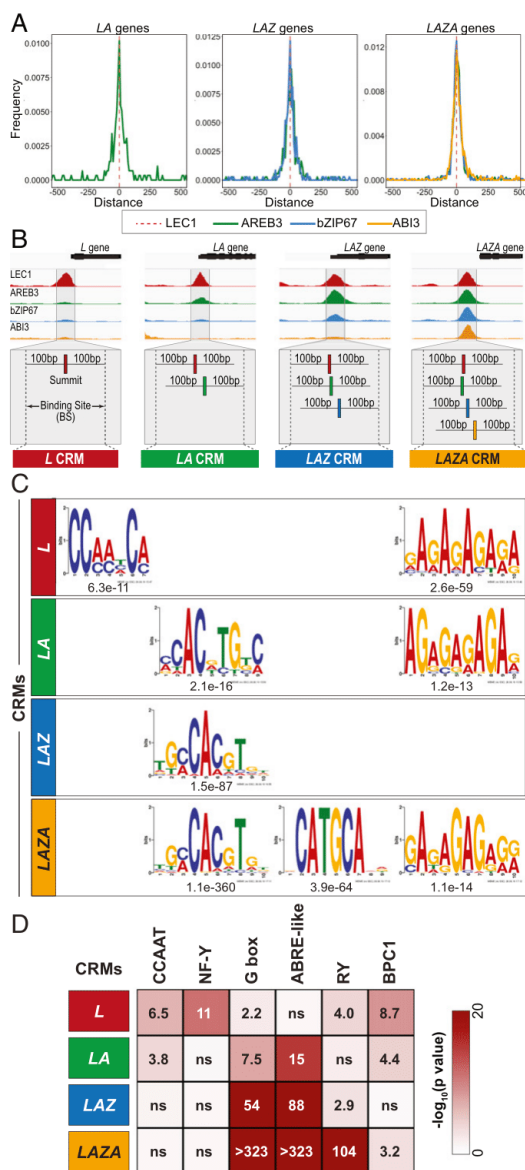 A
LA genes
LAZ genes
LAZA genes
Frequency
0.0100
0.0075
0.0050
0.0025
0.0000
-500
0
500
Distance
0.0100
0.0075
0.0050
0.0025
0.0000
-500
0
500
Distance
0.012
0.008
0.004
0.000
-500
0
500
Distance
LEC1
AREB3
bZIP67
ABI3
B
L gene
LA gene
LAZ gene
LAZA gene
LEC1
AREB3
bZIP67
ABI3
100bp 100bp
Summit
Binding Site
(BS)
100bp 100bp
100bp 100bp
100bp 100bp
100bp 100bp
100bp 100bp
100bp 100bp
100bp 100bp
100bp 100bp
100bp 100bp
L CRM
LA CRM
LAZ CRM
LAZA CRM
C
CRMs
L
6.3e-11
2.6e-59
LA
2.1e-16
1.2e-13
LAZ
1.5e-87
LAZA
1.1e-360
3.9e-64
1.1e-14
D
CRMs
CCAAT
NF-Y
G box
ABRE-like
RY
BPC1
L 6.5 11 2.2 ns 4.0 8.7
LA 3.8 ns 7.5 15 ns 4.4
LAZ ns ns 54 88 2.9 ns
LAZA ns ns >323 >323 104 3.2
-log10(p value)
20
0